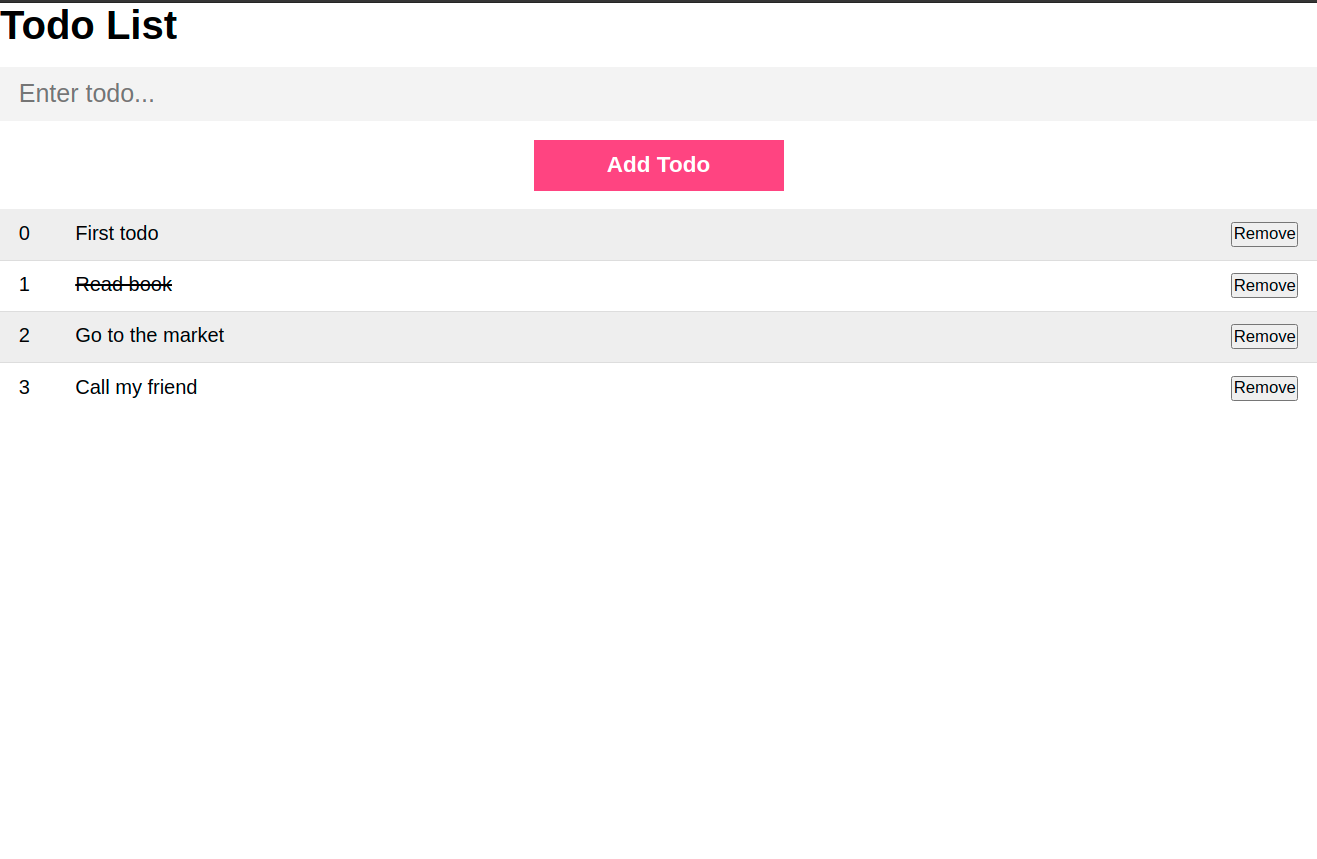 Todo List
Enter todo...
Add Todo
0 First todo Remove
1 Read book Remove
2 Go to the market Remove
3 Call my friend Remove